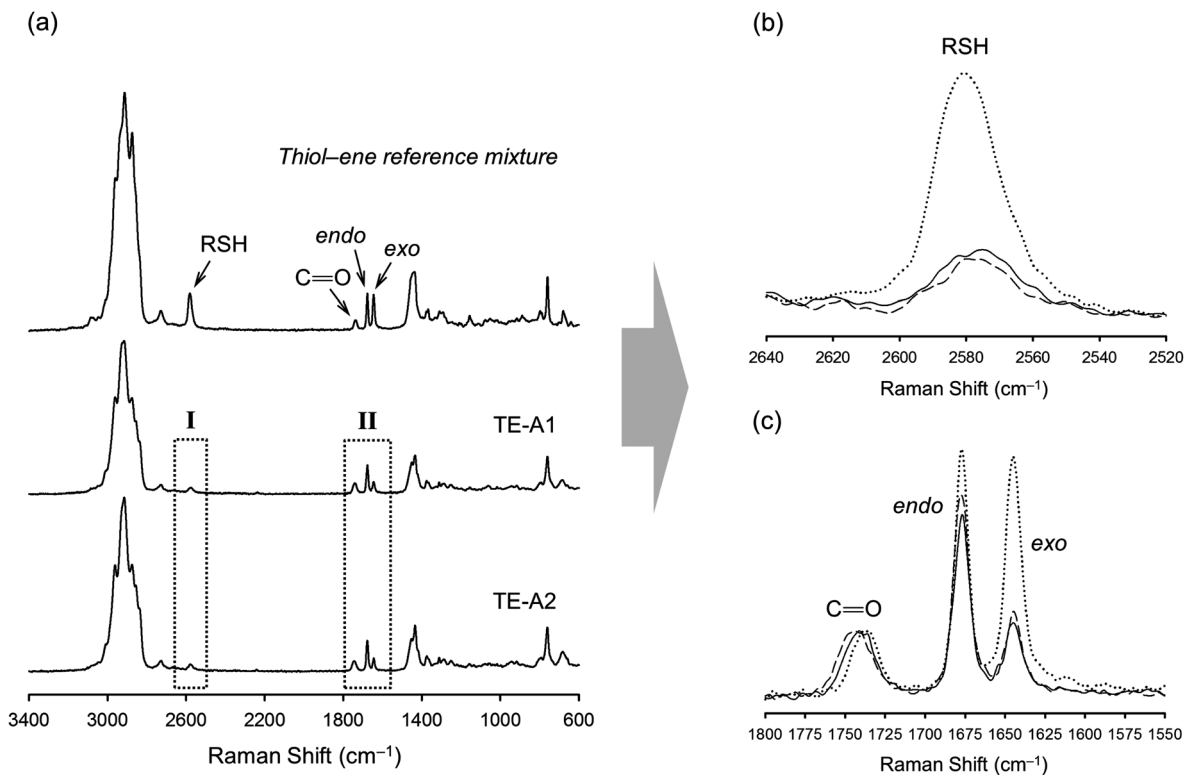 (a)
Thiol–ene reference mixture
RSH
endo
exo
C=O
I
II
TE-A1
TE-A2
3400 3000 2600 2200 1800 1400 1000 600
Raman Shift (cm⁻¹)
(b)
RSH
2640 2620 2600 2580 2560 2540 2520
Raman Shift (cm⁻¹)
(c)
endo
exo
C=O
1800 1775 1750 1725 1700 1675 1650 1625 1600 1575 1550
Raman Shift (cm⁻¹)